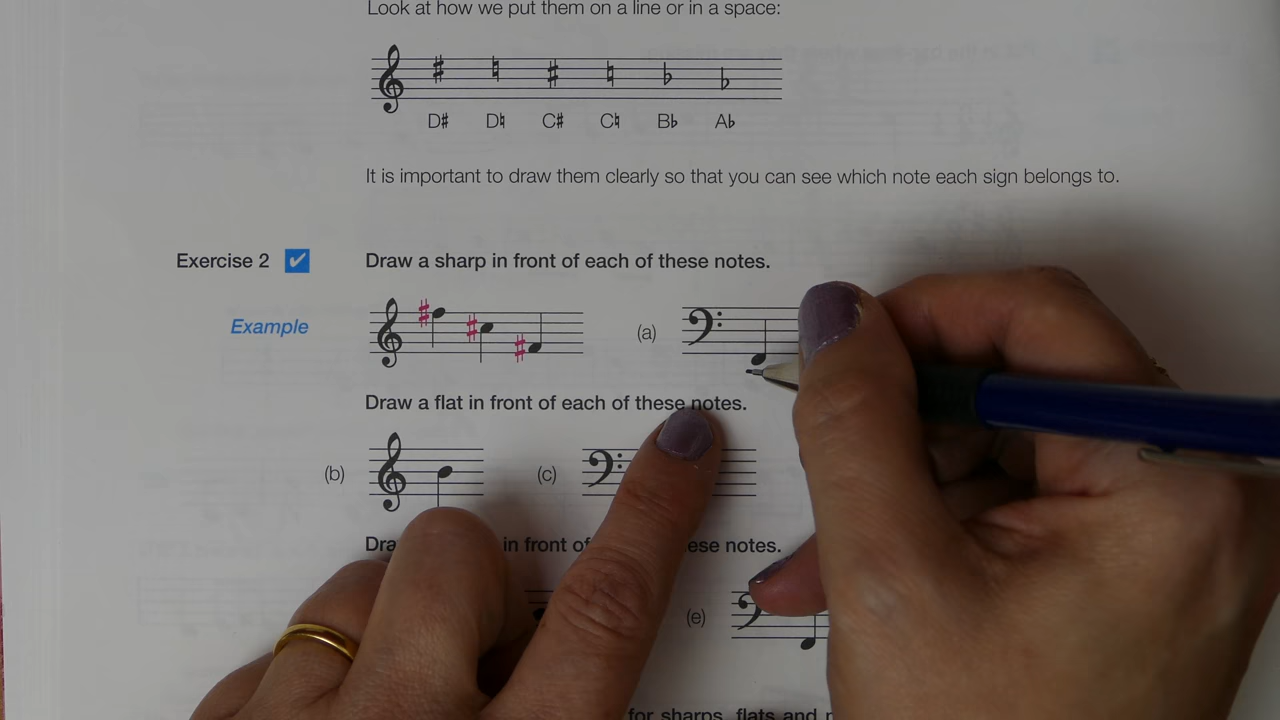 Look at how we put them on a line or in a space:
D♯ D♮ C♯ C♮ B♭ A♭
It is important to draw them clearly so that you can see which note each sign belongs to.
Exercise 2 Draw a sharp in front of each of these notes.
Example (a)
Draw a flat in front of each of these notes.
(b) (c)
in front of these notes.
(e)
for sharps, flats and